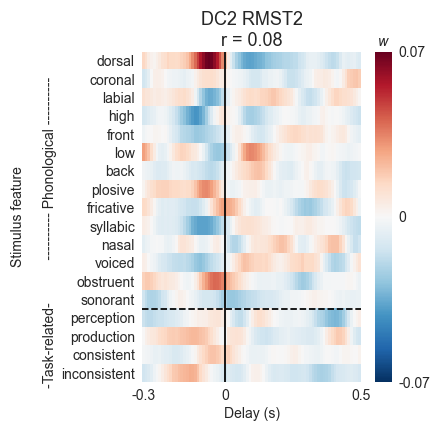 DC2 RMST2
r = 0.08
w
0.07
0
-0.07
Stimulus feature
---------- Phonological ----------
-Task-related-
dorsal
coronal
labial
high
front
low
back
plosive
fricative
syllabic
nasal
voiced
obstruent
sonorant
perception
production
consistent
inconsistent
-0.3
0
0.5
Delay (s)